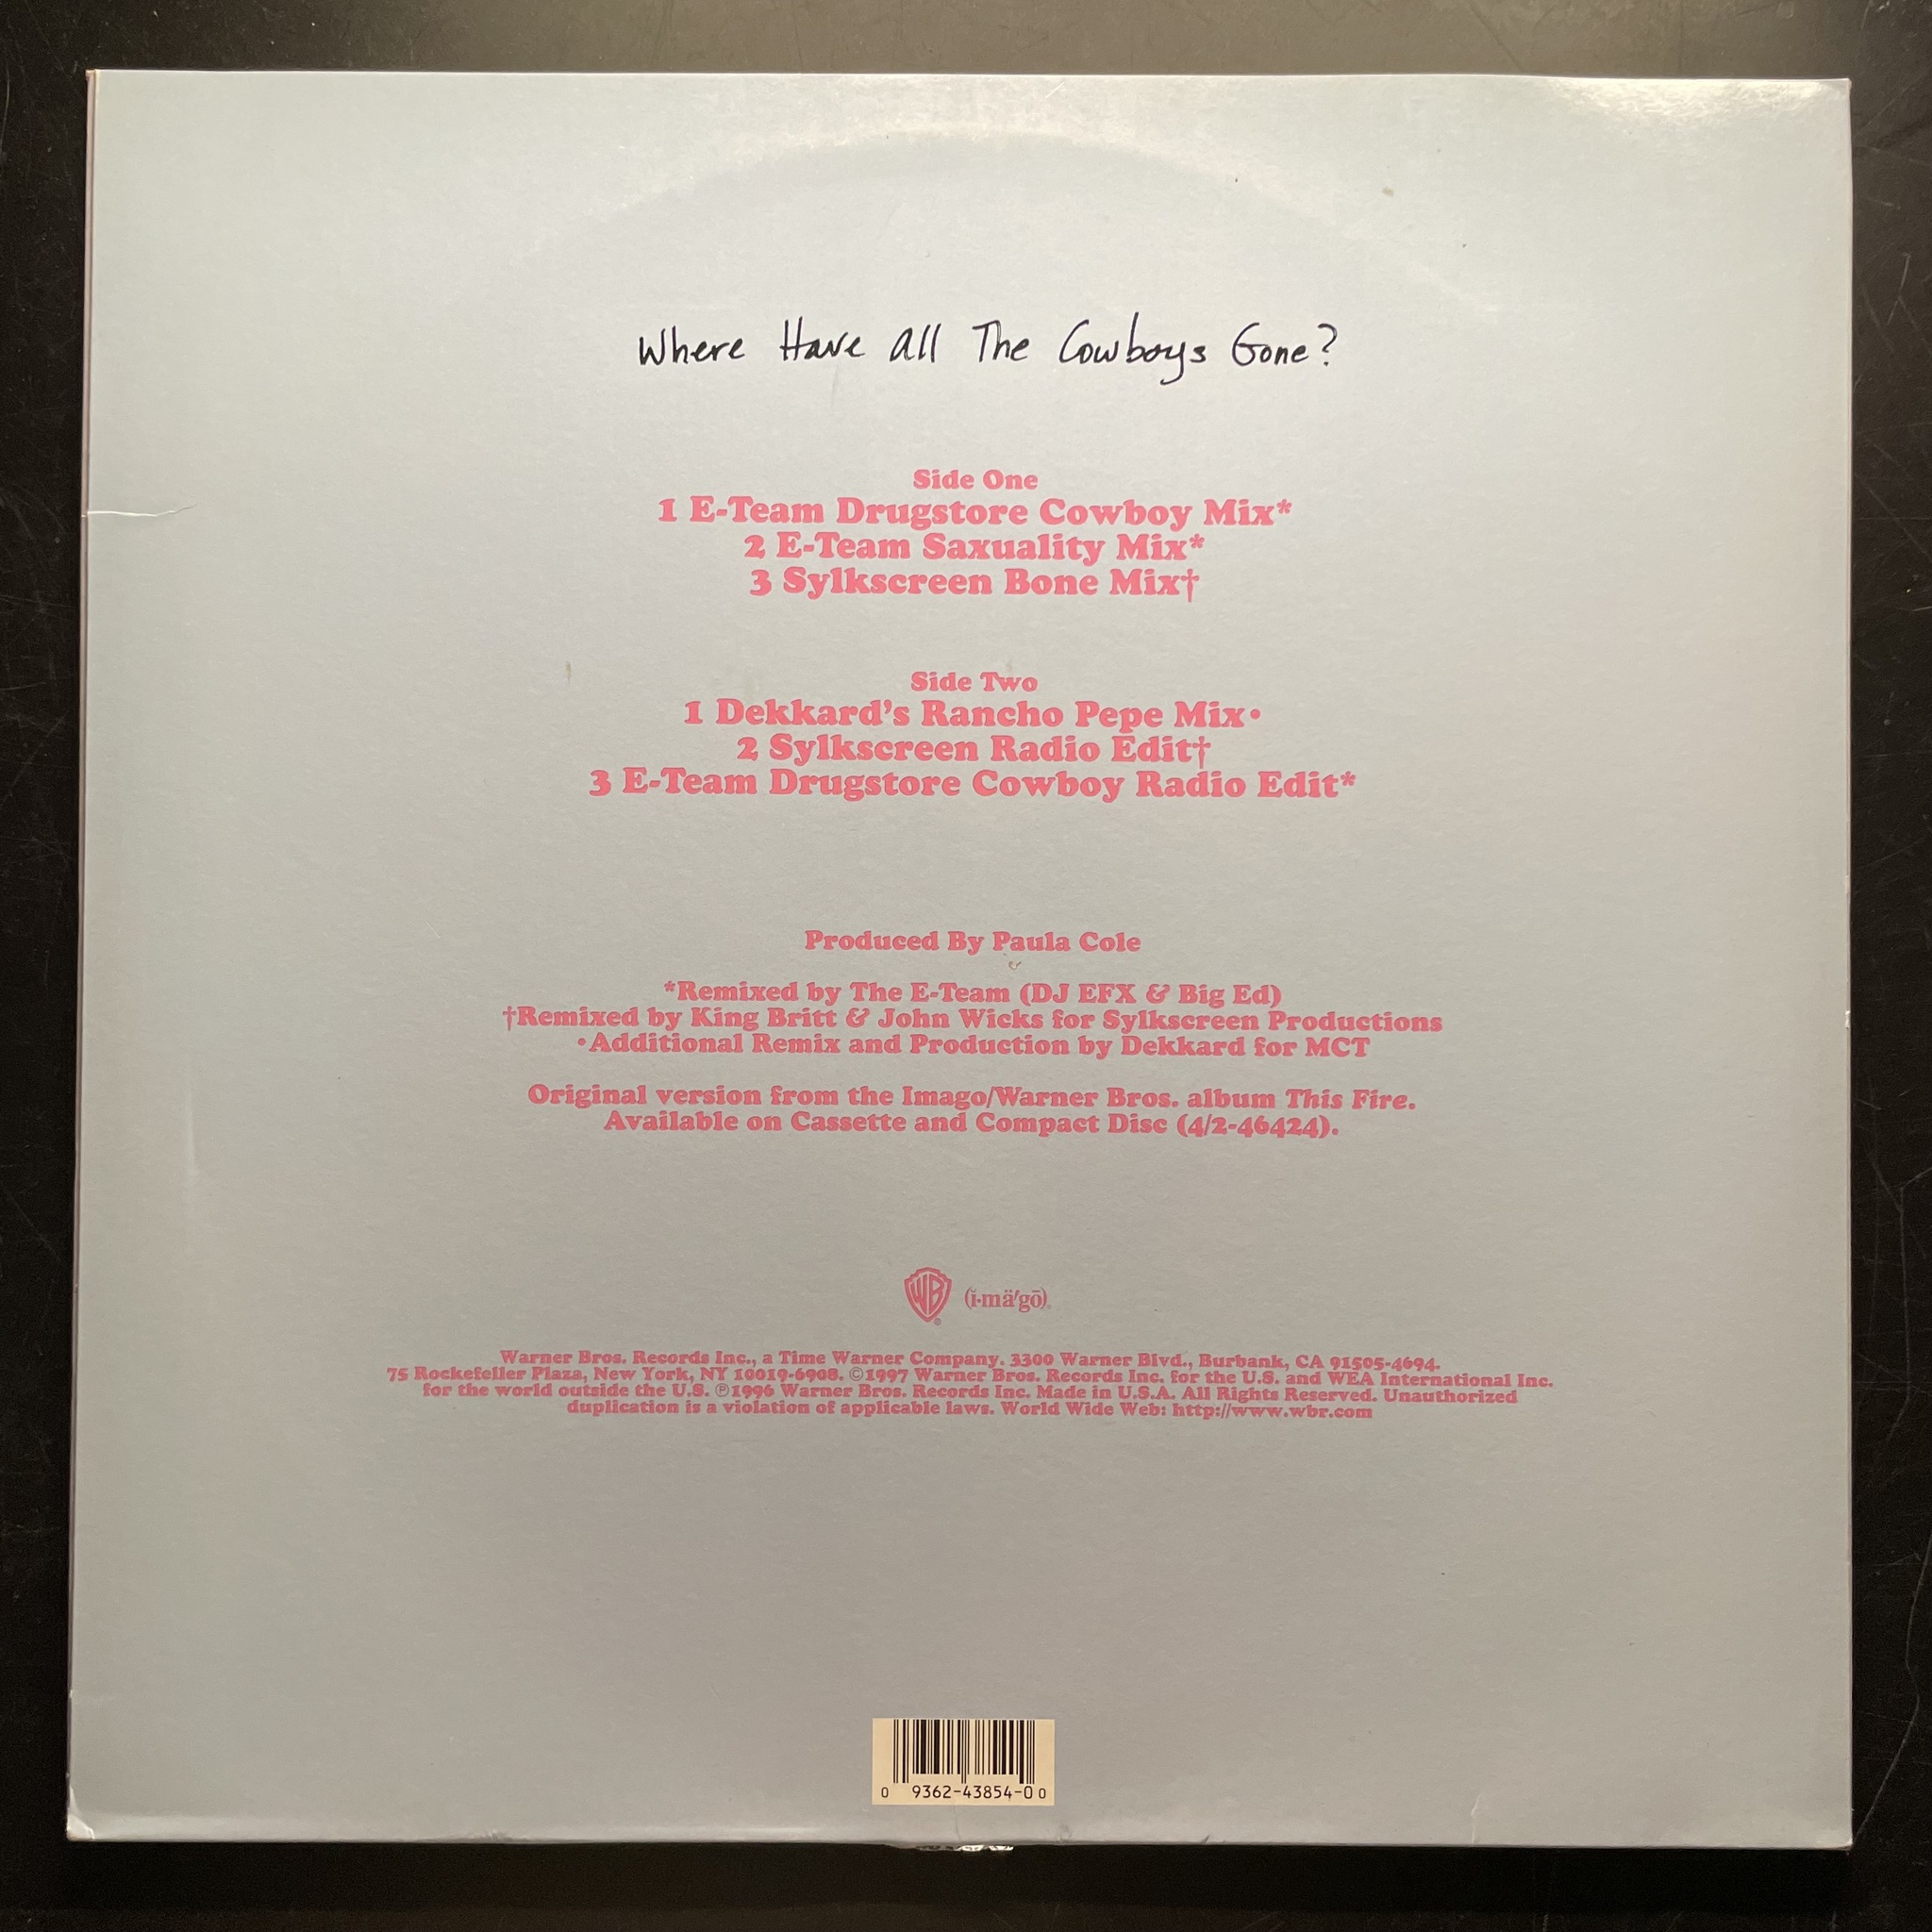 Where Have All The Cowboys Gone?
Side One
1 E-Team Drugstore Cowboy Mix*
2 E-Team Saxuality Mix*
3 Sylkscreen Bone Mix†
Side Two
1 Dekkard's Rancho Pepe Mix•
2 Sylkscreen Radio Edit†
3 E-Team Drugstore Cowboy Radio Edit*
Produced By Paula Cole
*Remixed by The E-Team (DJ EFX & Big Ed)
†Remixed by King Britt & John Wicks for Sylkscreen Productions
•Additional Remix and Production by Dekkard for MCT
Original version from the Imago/Warner Bros. album This Fire.
Available on Cassette and Compact Disc (4/2-46424).
WB (i·mä′gō)
Warner Bros. Records Inc., a Time Warner Company. 3300 Warner Blvd., Burbank, CA 91505-4694.
75 Rockefeller Plaza, New York, NY 10019-6908. ©1997 Warner Bros. Records Inc. for the U.S. and WEA International Inc.
for the world outside the U.S. ℗1996 Warner Bros. Records Inc. Made in U.S.A. All Rights Reserved. Unauthorized
duplication is a violation of applicable laws. World Wide Web: http://www.wbr.com
0 9362-43854-0 0